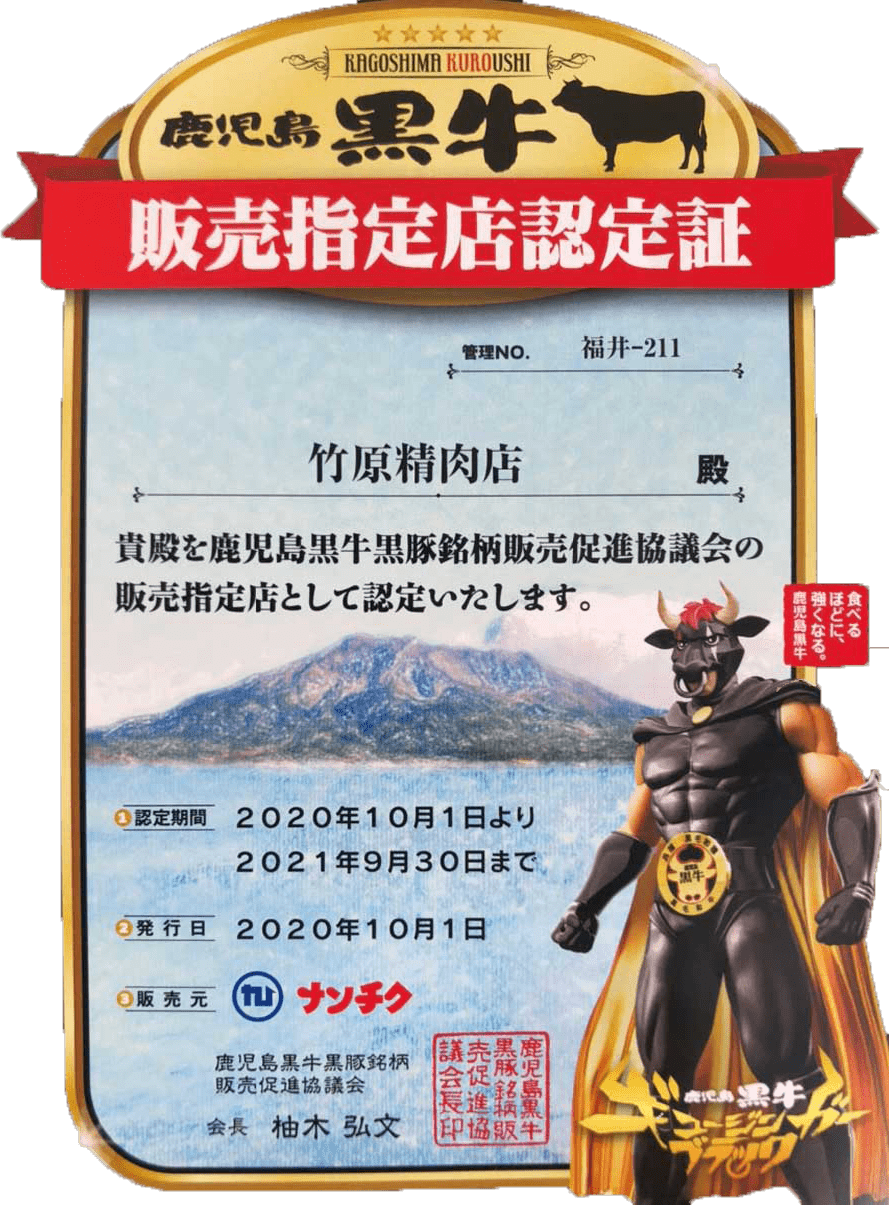 KAGOSHIMA KUROUSHI
鹿児島黒牛
販売指定店認定証
管理NO. 福井-211
竹原精肉店 殿
貴殿を鹿児島黒牛黒豚銘柄販売促進協議会の
販売指定店として認定いたします。
食べる
ほどに、
強くなる。
鹿児島黒牛
1 認定期間 2020年10月1日より
2021年9月30日まで
2 発行日 2020年10月1日
3 販売元 ナンチク
鹿児島黒牛黒豚銘柄
販売促進協議会
会長 柚木 弘文
鹿児島黒牛
黒豚銘柄販
売促進協
議会長印
黒牛
鹿児島黒牛
ギュージンガー
ブラック